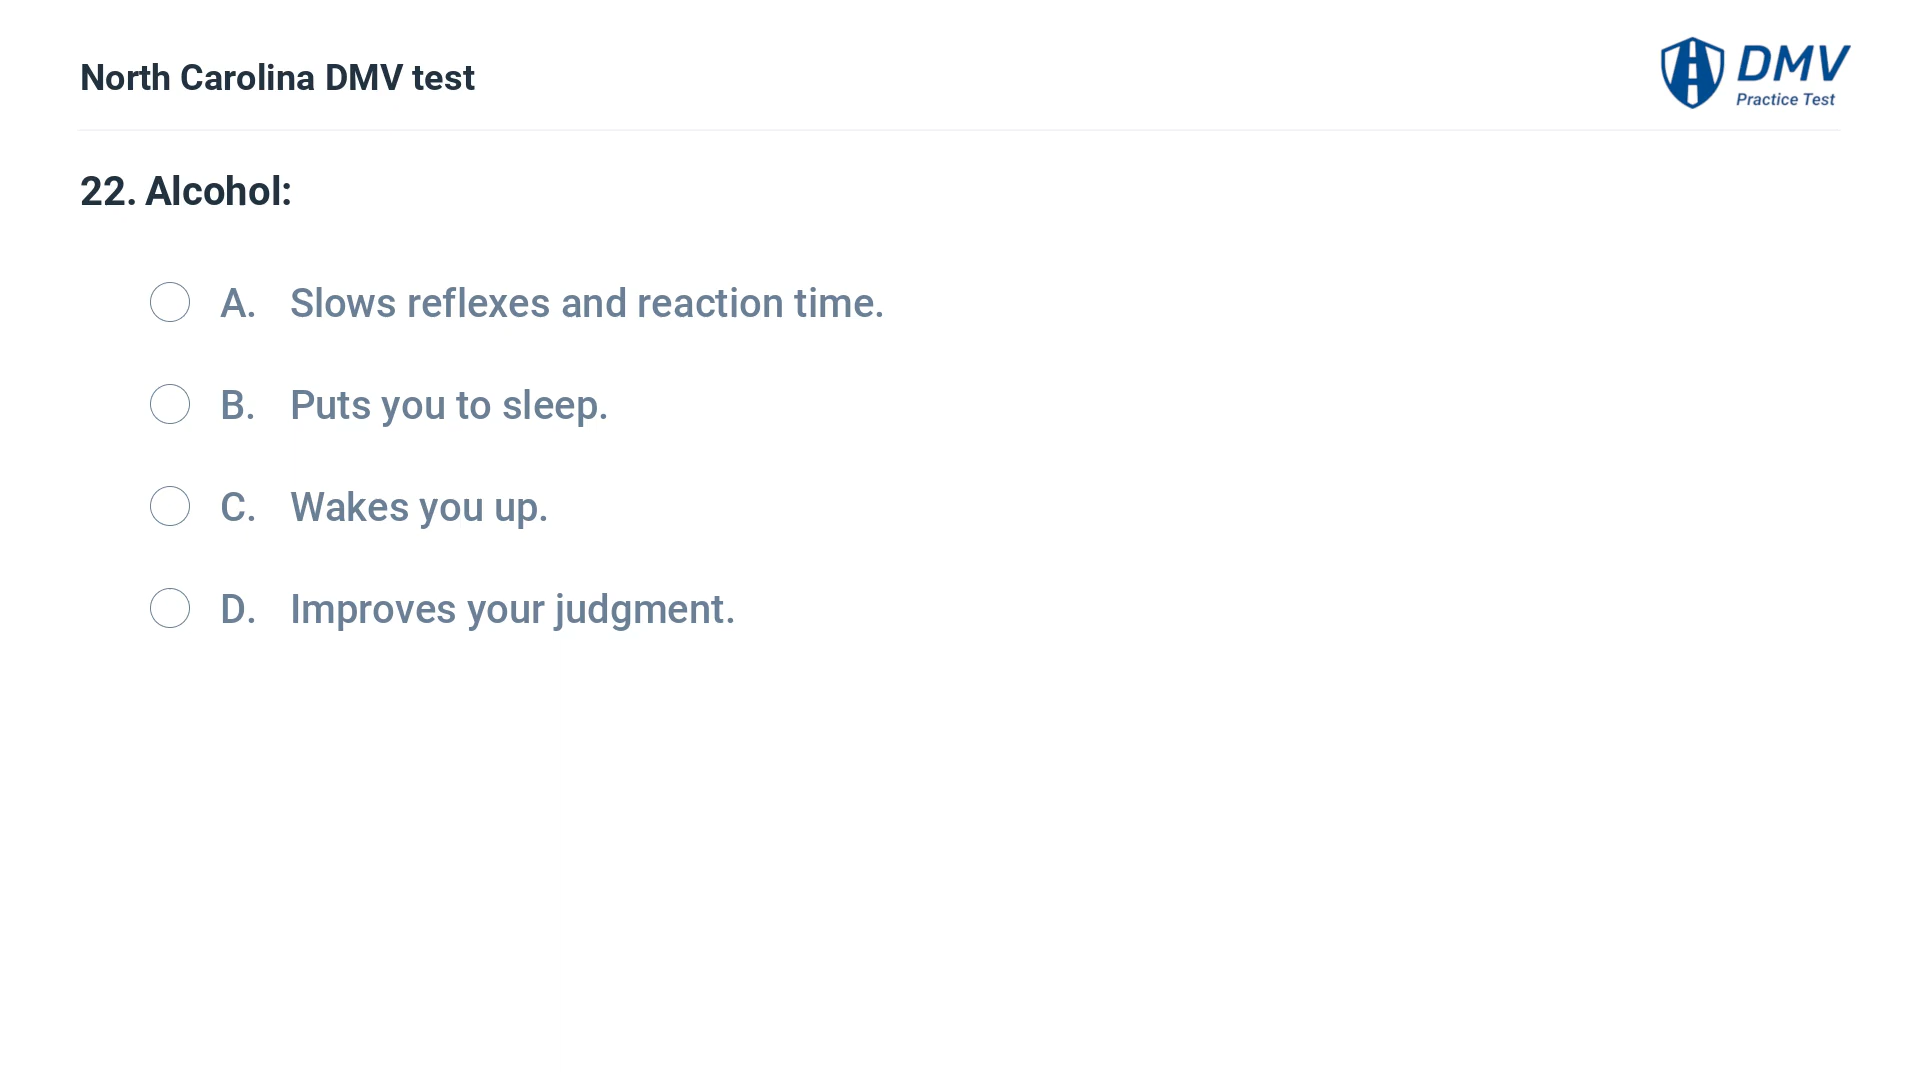 North Carolina DMV test
DMV
Practice Test
22. Alcohol:
A. Slows reflexes and reaction time.
B. Puts you to sleep.
C. Wakes you up.
D. Improves your judgment.